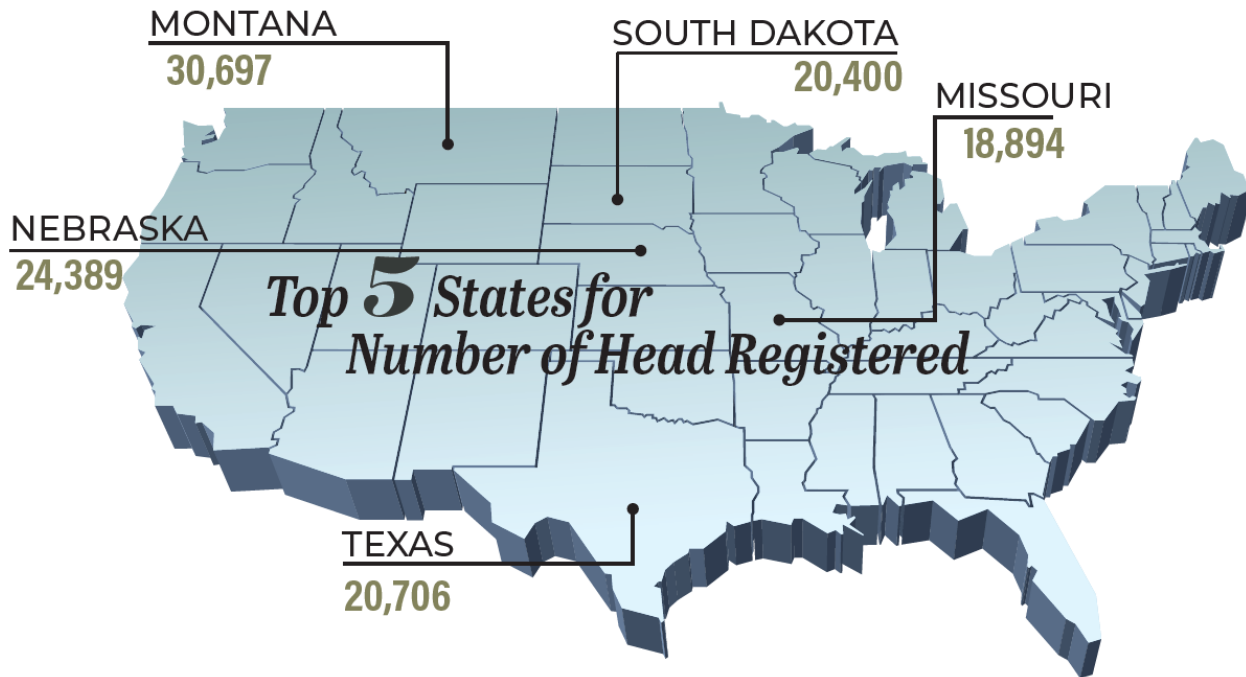 MONTANA
30,697
SOUTH DAKOTA
20,400
MISSOURI
18,894
NEBRASKA
24,389
Top 5 States for
Number of Head Registered
TEXAS
20,706